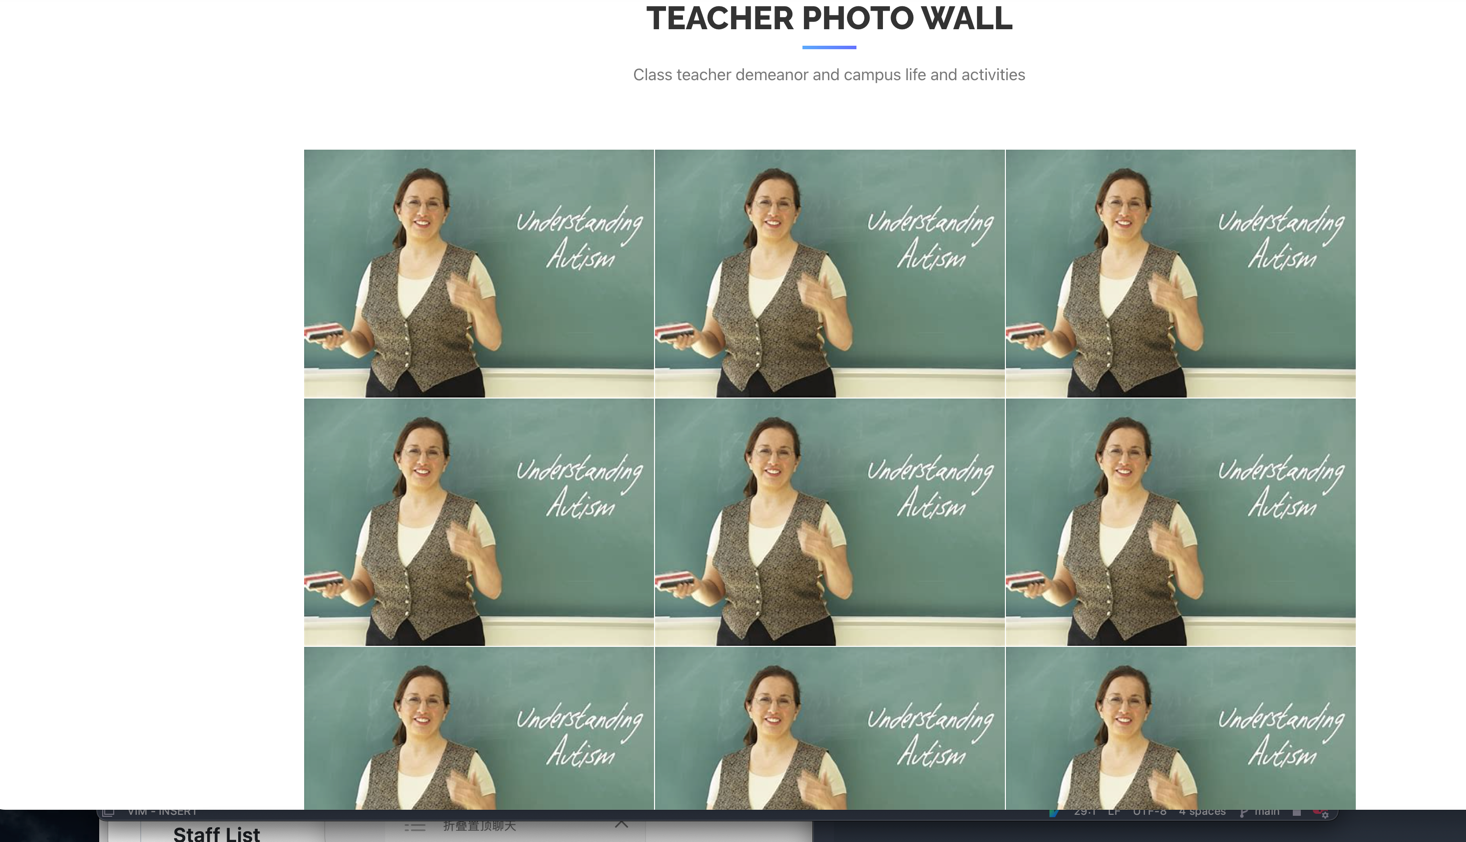 TEACHER PHOTO WALL
Class teacher demeanor and campus life and activities
Understanding
Autism
Understanding
Autism
Understanding
Autism
Understanding
Autism
Understanding
Autism
Understanding
Autism
Understanding
Autism
Understanding
Autism
Understanding
Autism
VIM - INSERT
29:1 LF UTF-8 4 spaces main
Staff List
折叠置顶聊天